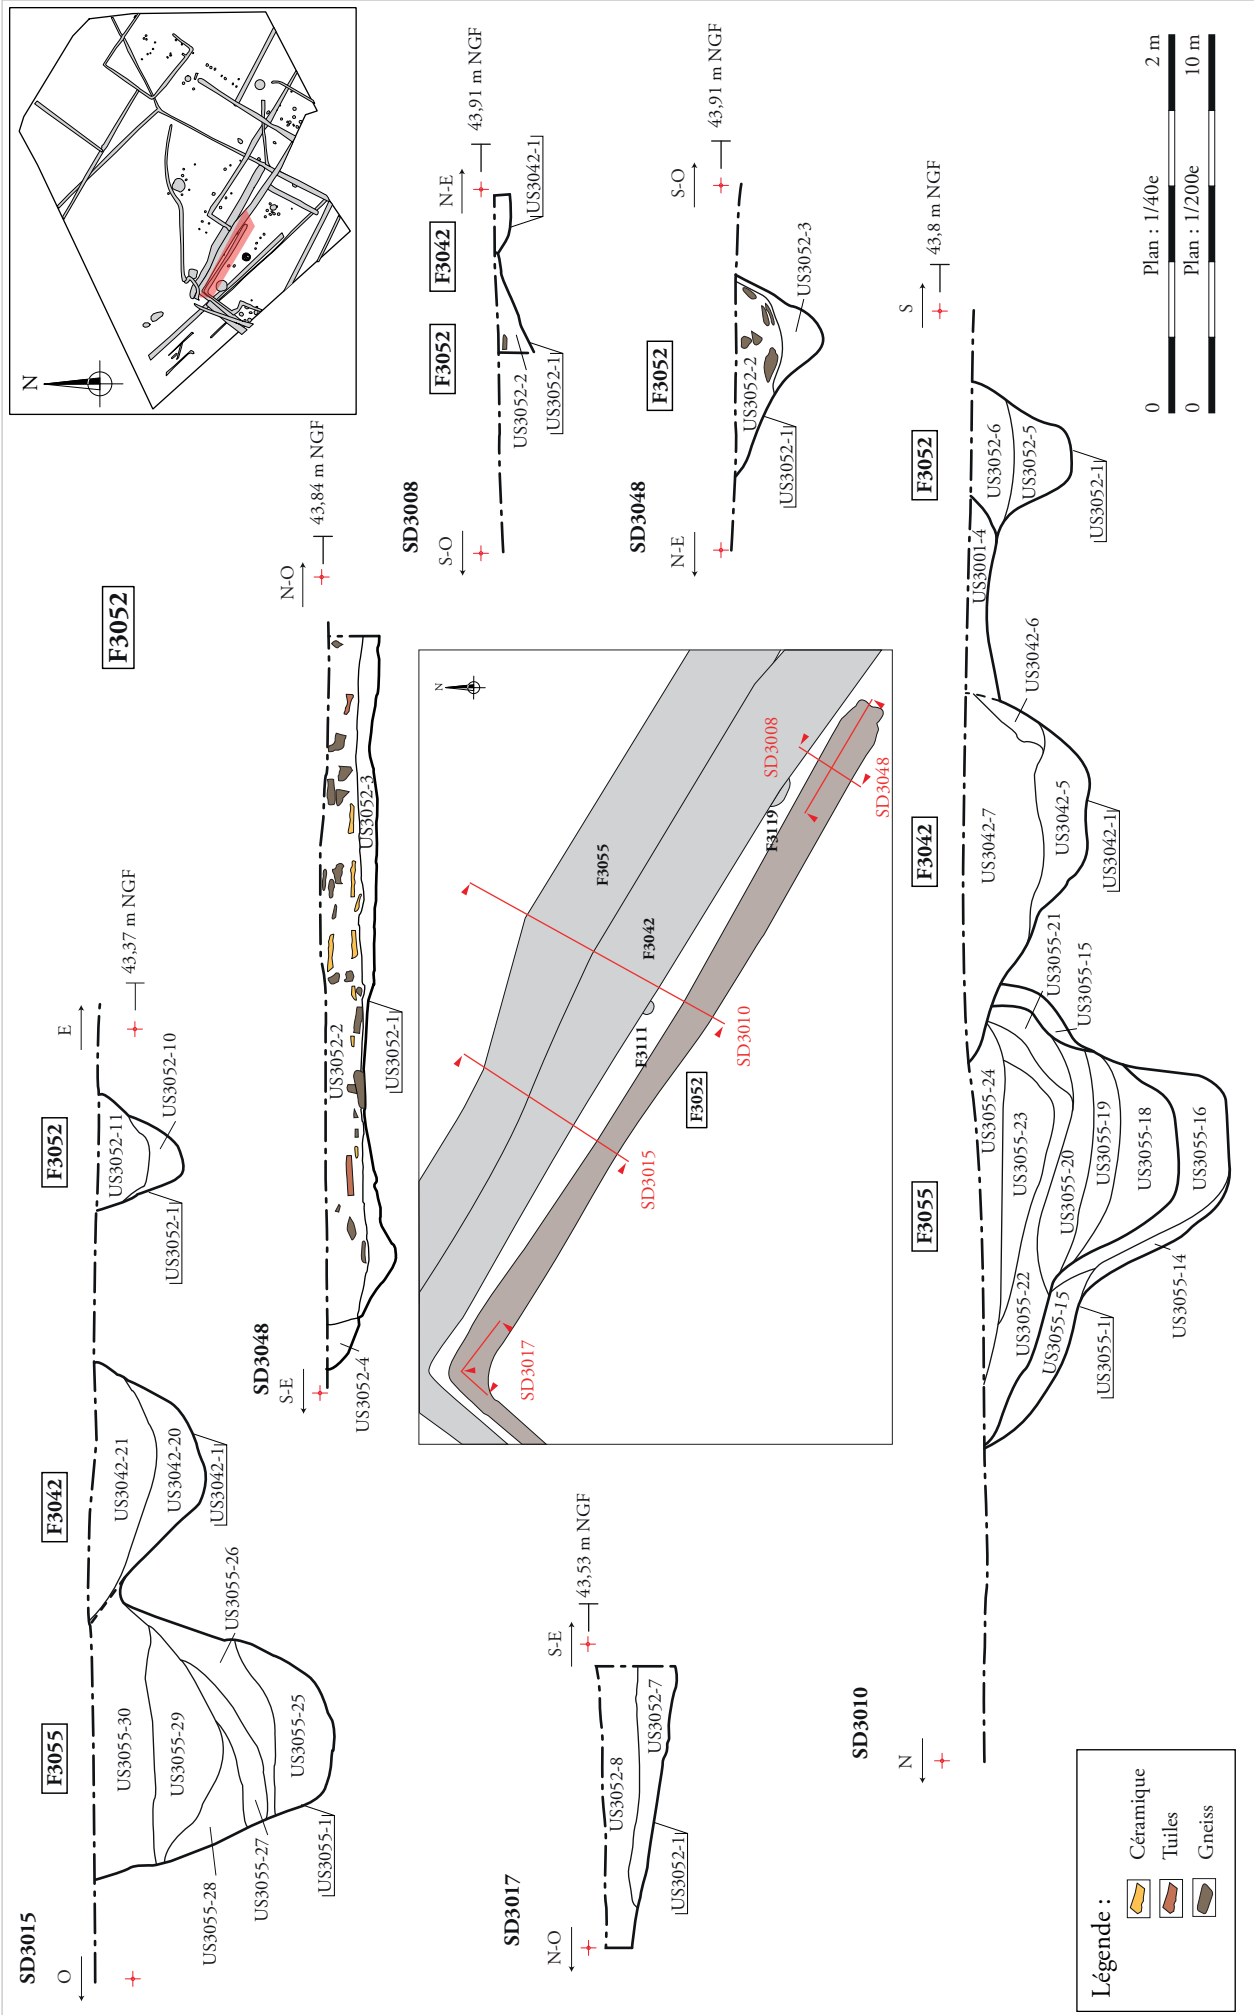 F3052
SD3015
O
E
43,37 m NGF
F3055
F3042
F3052
US3055-30
US3055-29
US3055-28
US3055-27
US3055-26
US3055-25
US3055-1
US3042-21
US3042-20
US3042-1
US3052-11
US3052-10
US3052-1
SD3048
S-E
N-O
43,84 m NGF
US3052-4
US3052-2
US3052-3
US3052-1
N
SD3008
S-O
N-E
43,91 m NGF
F3052
F3042
US3052-2
US3052-1
US3042-1
SD3048
N-E
S-O
43,91 m NGF
F3052
US3052-2
US3052-3
US3052-1
SD3017
N-O
S-E
43,53 m NGF
US3052-8
US3052-7
US3052-1
N
F3055
F3042
F3111
F3119
F3052
SD3017
SD3015
SD3010
SD3008
SD3048
SD3010
N
S
43,8 m NGF
F3055
F3042
F3052
US3055-24
US3055-23
US3055-22
US3055-15
US3055-20
US3055-19
US3055-18
US3055-16
US3055-14
US3055-1
US3055-21
US3055-15
US3042-7
US3042-6
US3042-5
US3042-1
US3001-4
US3052-6
US3052-5
US3052-1
Légende :
Céramique
Tuiles
Gneiss
0 Plan : 1/40e 2 m
0 Plan : 1/200e 10 m